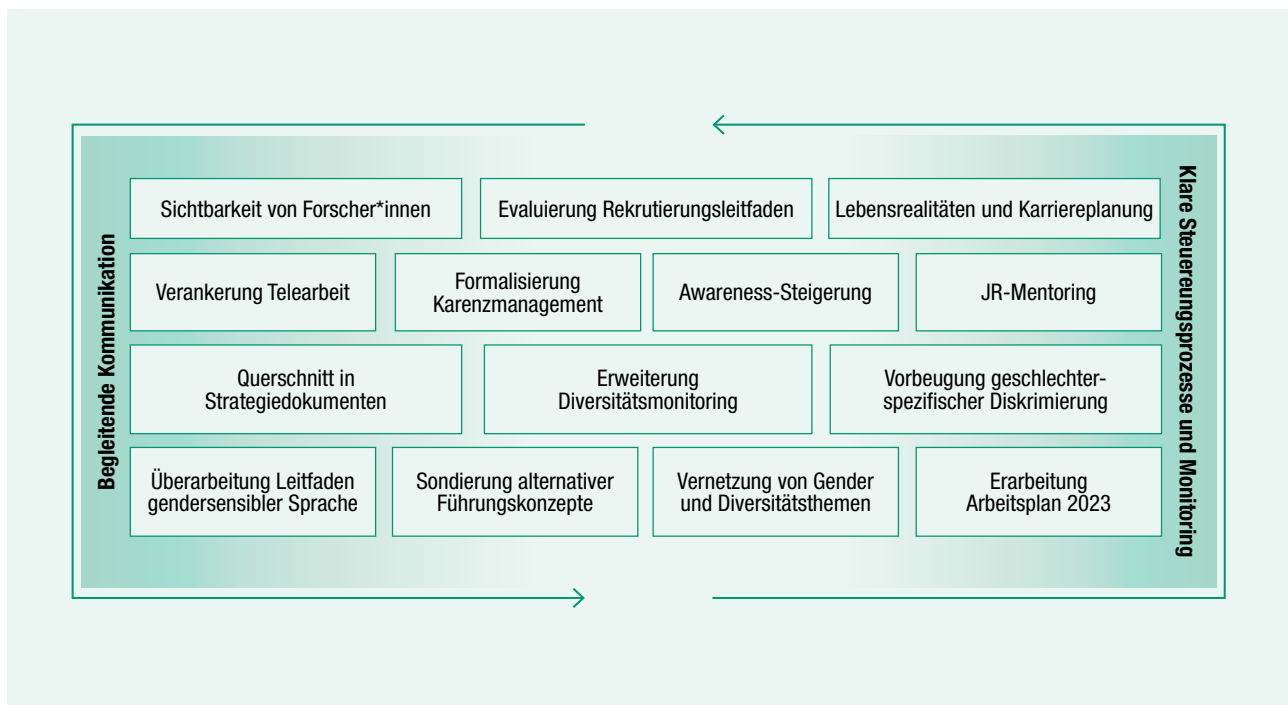 Begleitende Kommunikation
Sichtbarkeit von Forscher*innen
Evaluierung Rekrutierungsleitfaden
Lebensrealitäten und Karriereplanung
Verankerung Telearbeit
Formalisierung
Karenzmanagement
Awareness-Steigerung
JR-Mentoring
Querschnitt in
Strategiedokumenten
Erweiterung
Diversitätsmonitoring
Vorbeugung geschlechter-
spezifischer Diskrimierung
Überarbeitung Leitfaden
gendersensibler Sprache
Sondierung alternativer
Führungskonzepte
Vernetzung von Gender
und Diversitätsthemen
Erarbeitung
Arbeitsplan 2023
Klare Steuereungsprozesse und Monitoring